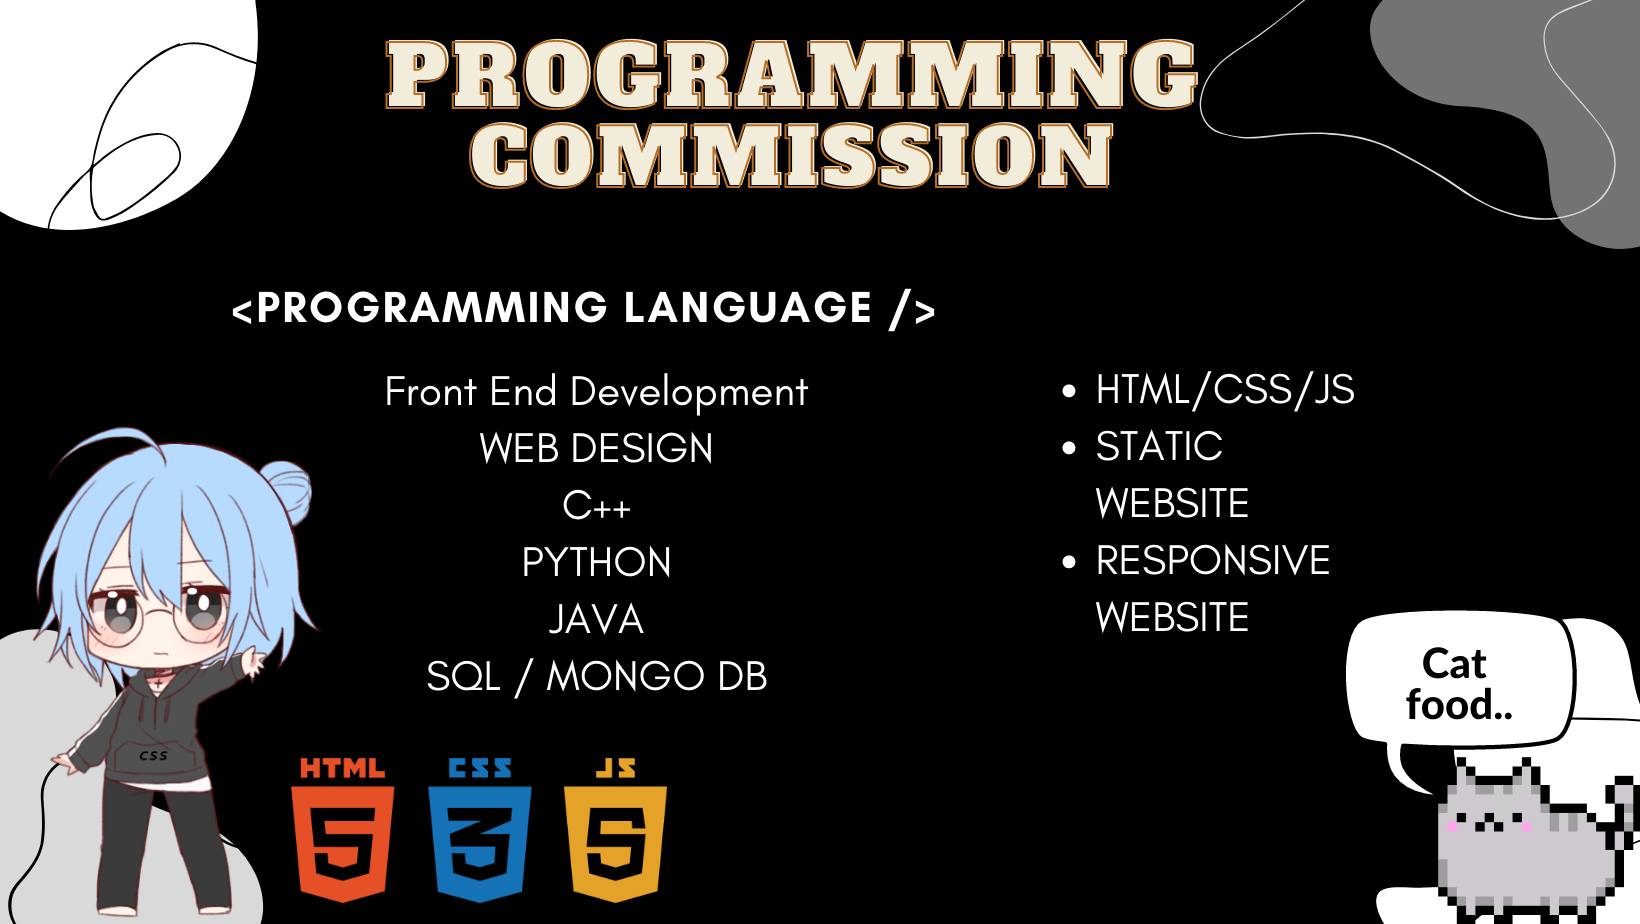 PROGRAMMING
COMMISSION
<PROGRAMMING LANGUAGE />
Front End Development
WEB DESIGN
C++
PYTHON
JAVA
SQL / MONGO DB
• HTML/CSS/JS
• STATIC
WEBSITE
• RESPONSIVE
WEBSITE
Cat
food..
CSS
HTML
5
CSS
3
JS
5